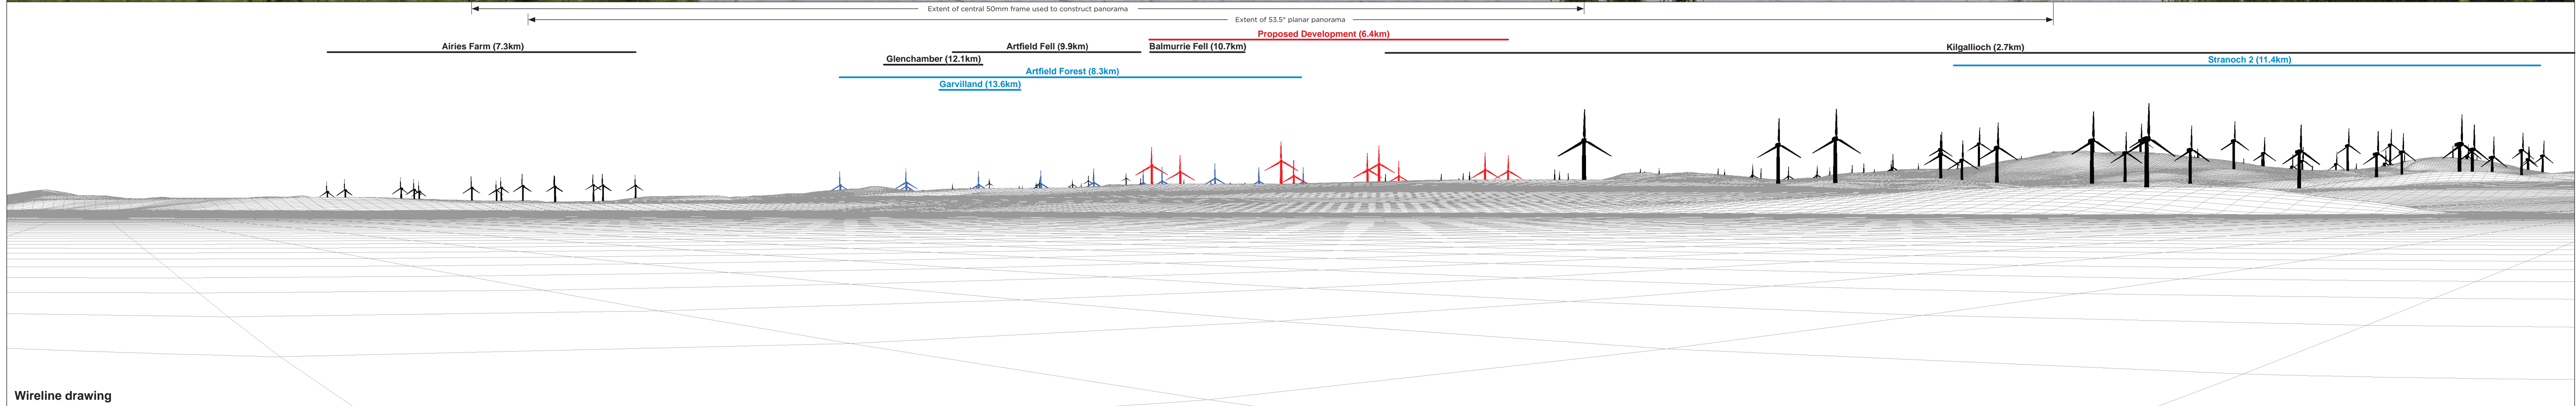 Extent of central 50mm frame used to construct panorama
Extent of 53.5° planar panorama
Proposed Development (6.4km)
Airies Farm (7.3km)
Artfield Fell (9.9km)
Balmurrie Fell (10.7km)
Kilgallioch (2.7km)
Glenchamber (12.1km)
Stranoch 2 (11.4km)
Artfield Forest (8.3km)
Garvilland (13.6km)
Wireline drawing